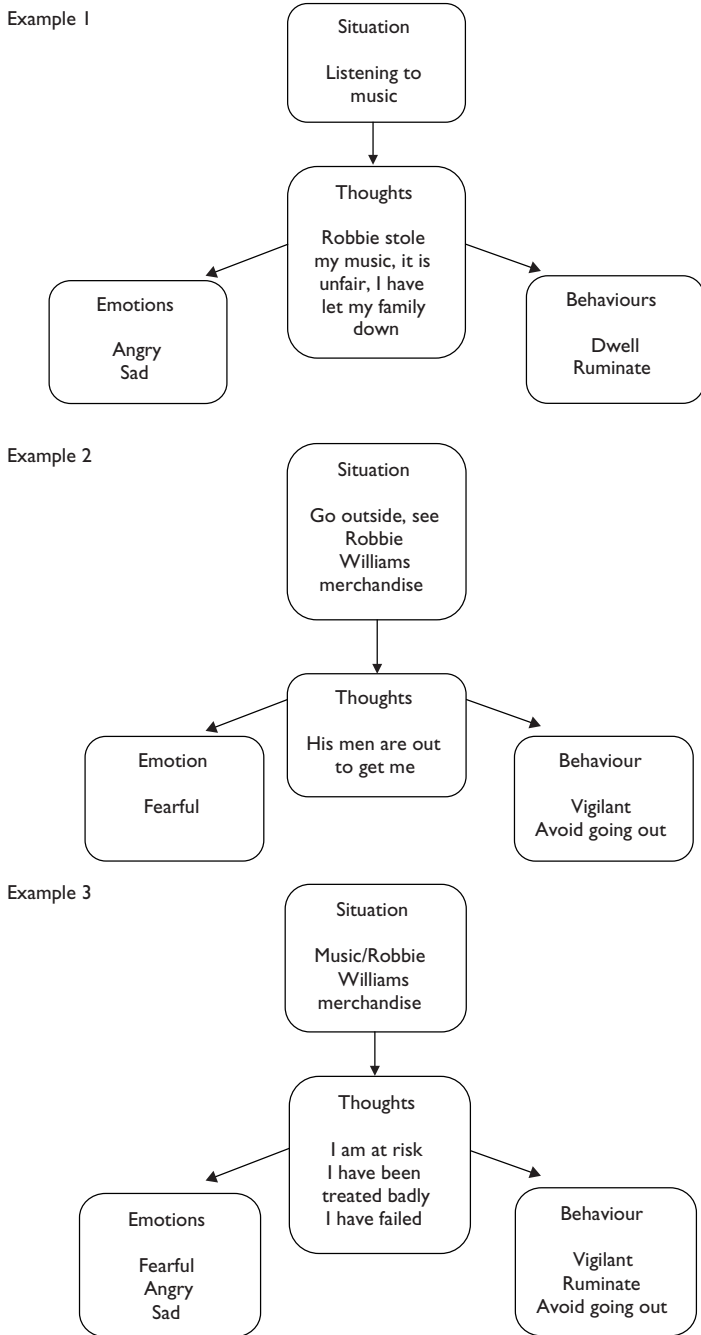 Example 1
Situation
Listening to
music
Thoughts
Robbie stole
my music, it is
unfair, I have
let my family
down
Emotions
Angry
Sad
Behaviours
Dwell
Ruminate
Example 2
Situation
Go outside, see
Robbie
Williams
merchandise
Thoughts
His men are out
to get me
Emotion
Fearful
Behaviour
Vigilant
Avoid going out
Example 3
Situation
Music/Robbie
Williams
merchandise
Thoughts
I am at risk
I have been
treated badly
I have failed
Emotions
Fearful
Angry
Sad
Behaviour
Vigilant
Ruminate
Avoid going out